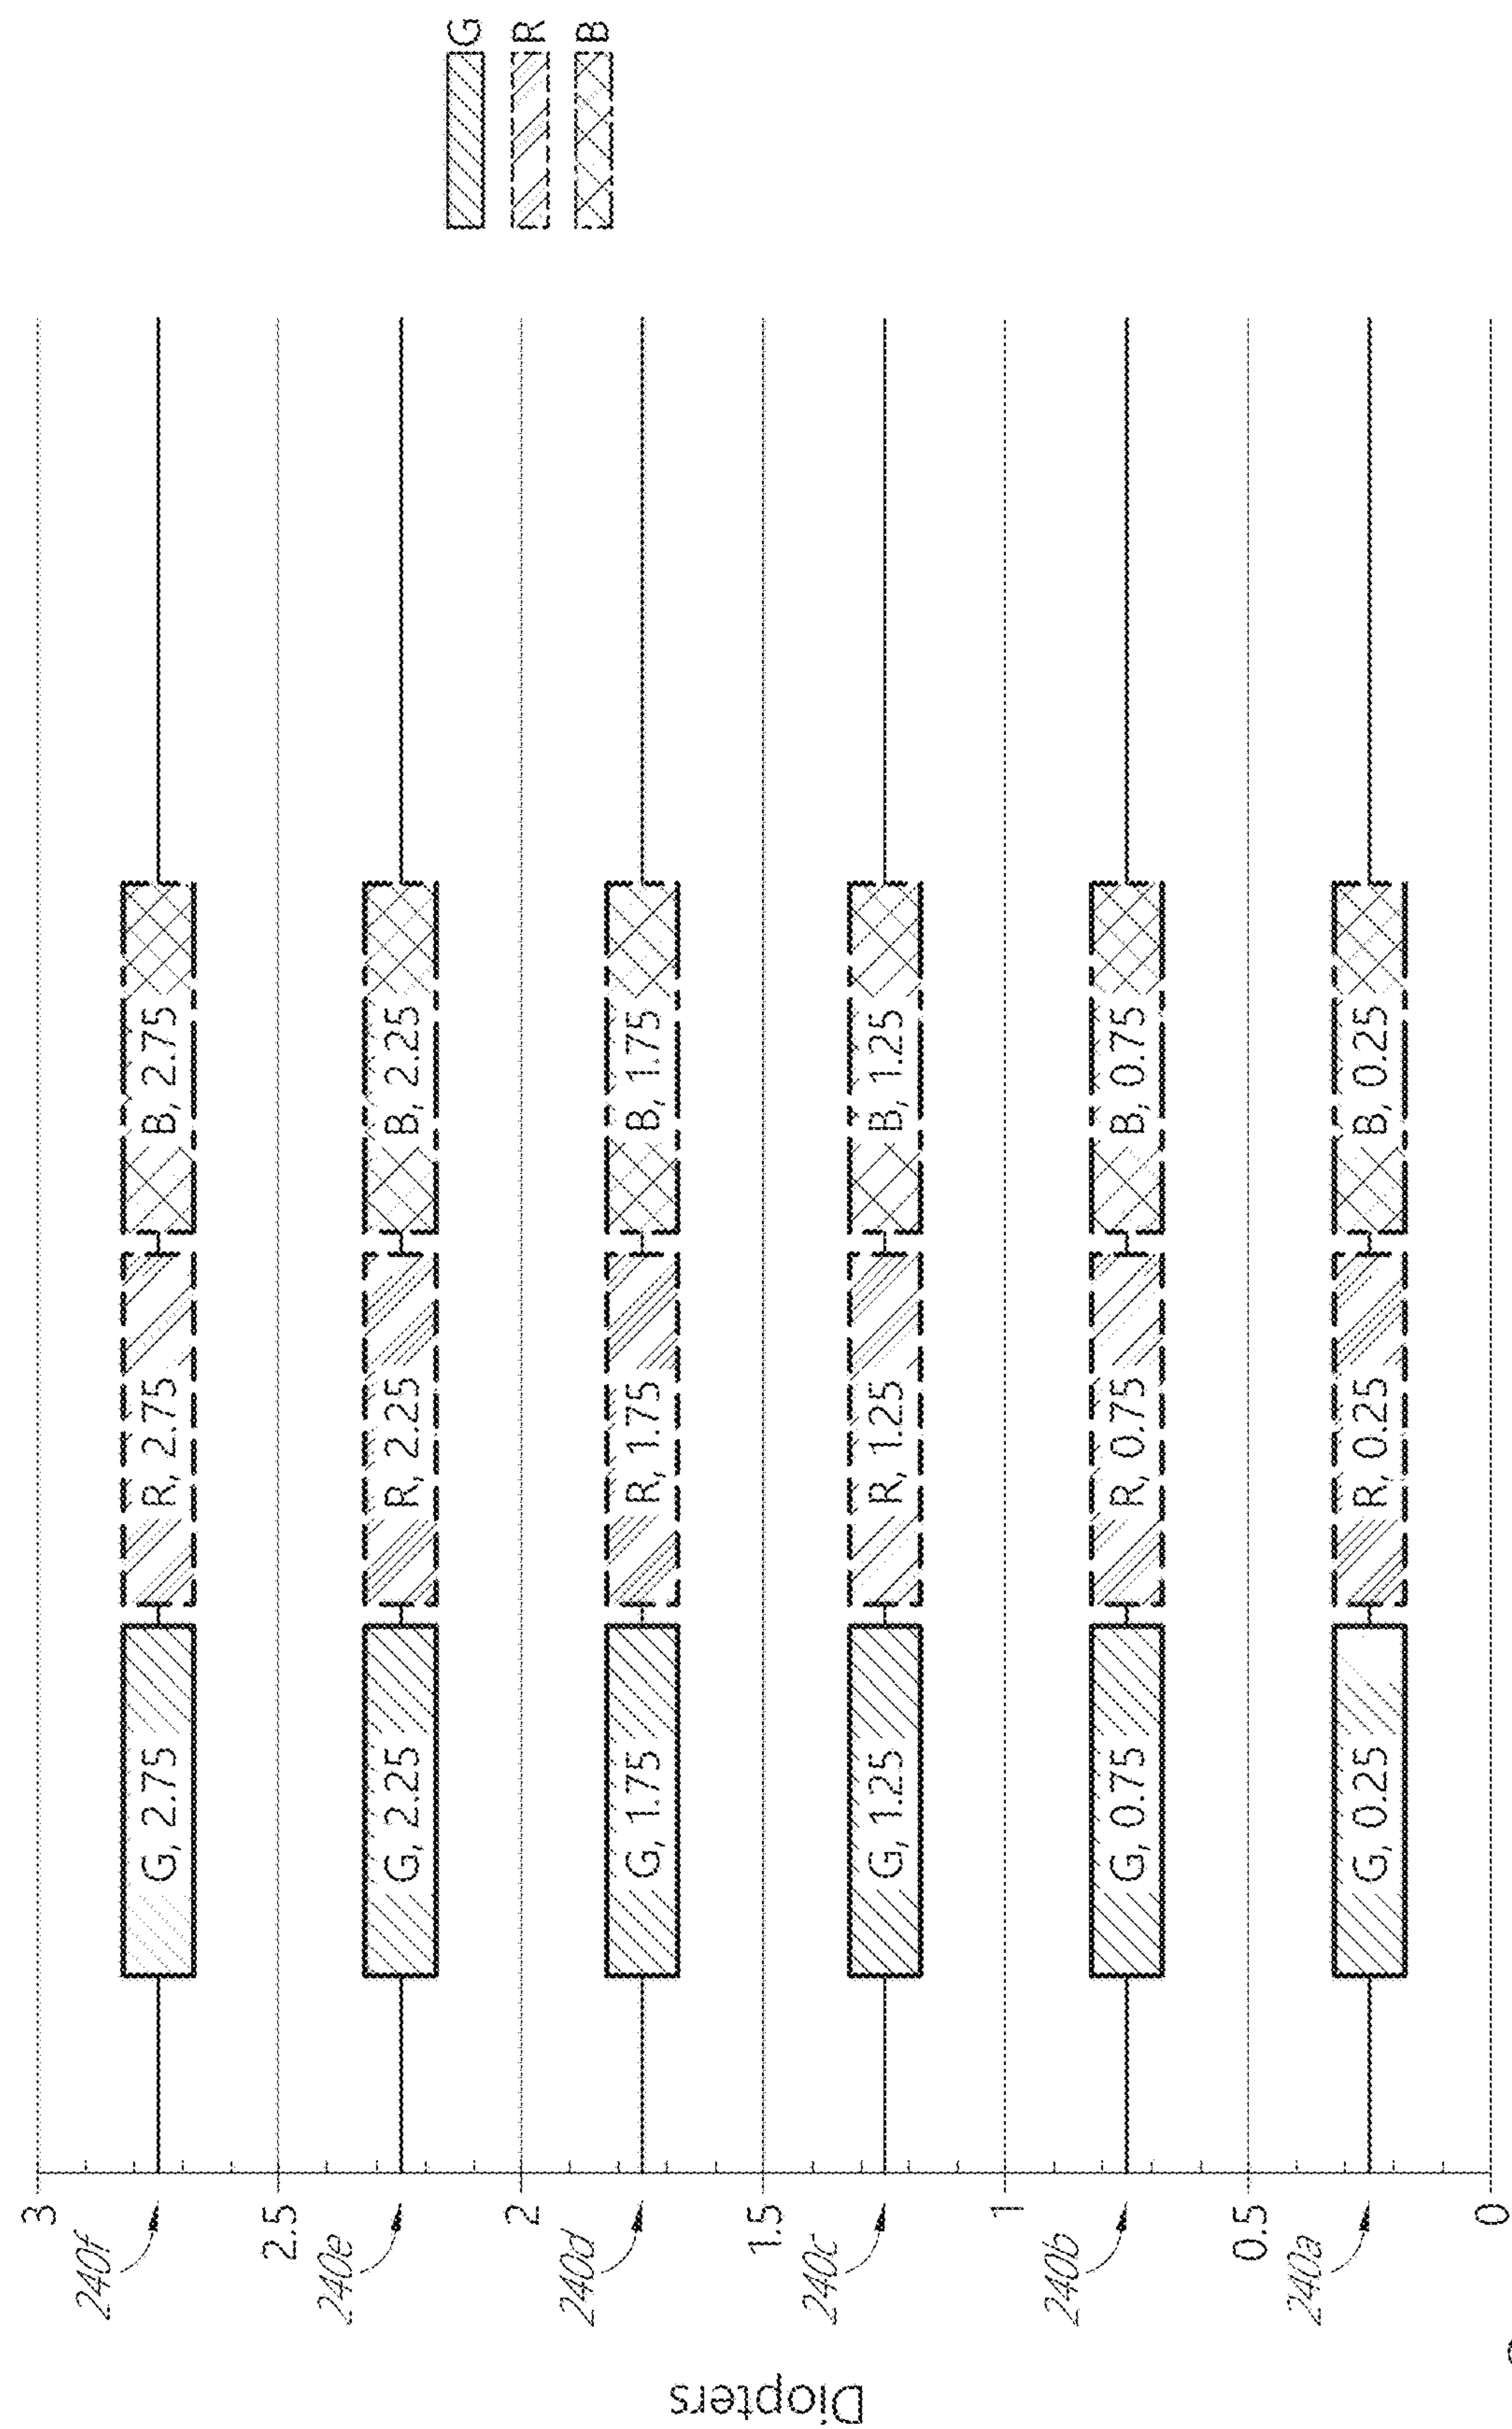 Diopters
3
240f
G, 2.75
R, 2.75
B, 2.75
2.5
240e
G, 2.25
R, 2.25
B, 2.25
2
240d
G, 1.75
R, 1.75
B, 1.75
1.5
240c
G, 1.25
R, 1.25
B, 1.25
1
240b
G, 0.75
R, 0.75
B, 0.75
0.5
240a
G, 0.25
R, 0.25
B, 0.25
0
G
R
B